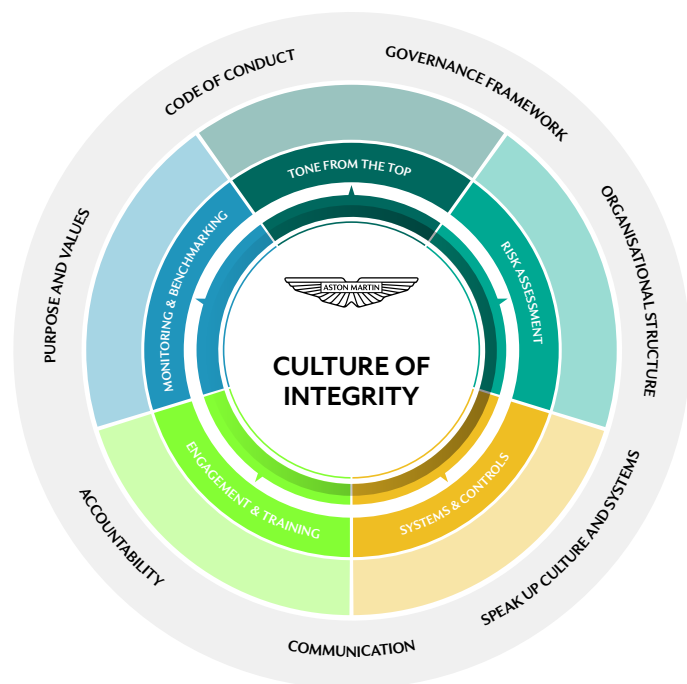 CODE OF CONDUCT
GOVERNANCE FRAMEWORK
ORGANISATIONAL STRUCTURE
SPEAK UP CULTURE AND SYSTEMS
COMMUNICATION
ACCOUNTABILITY
PURPOSE AND VALUES
TONE FROM THE TOP
RISK ASSESSMENT
SYSTEMS & CONTROLS
ENGAGEMENT & TRAINING
MONITORING & BENCHMARKING
ASTON MARTIN
CULTURE OF
INTEGRITY